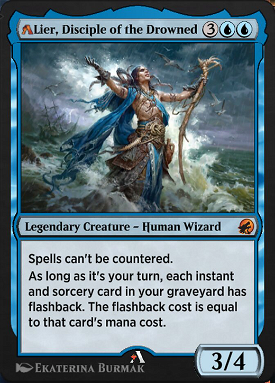 Lier, Disciple of the Drowned 3
Legendary Creature – Human Wizard
Spells can't be countered.
As long as it's your turn, each instant
and sorcery card in your graveyard has
flashback. The flashback cost is equal
to that card's mana cost.
Ekaterina Burmak
3/4